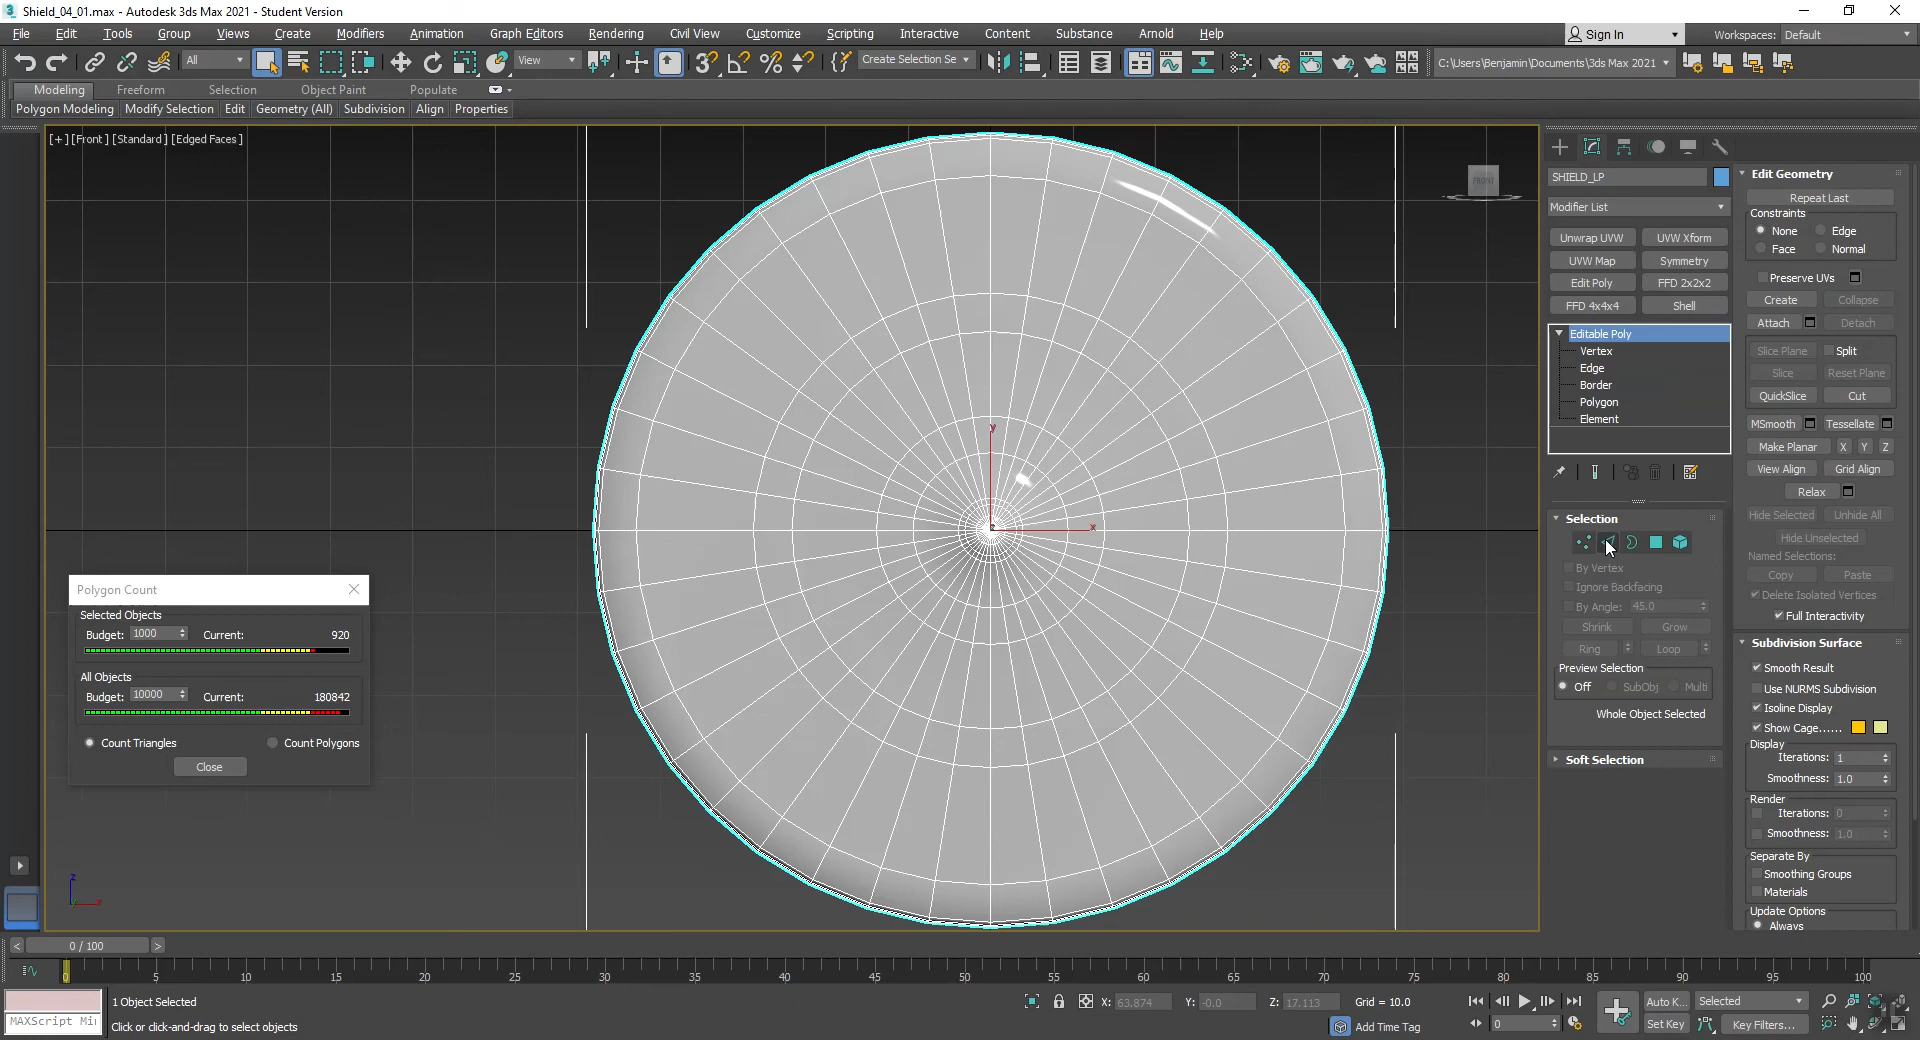 Shield_04_01.max - Autodesk 3ds Max 2021 - Student Version
File Edit Tools Group Views Create Modifiers Animation Graph Editors Rendering Civil View Customize Scripting Interactive Content Substance Arnold Help
Sign In
Workspaces: Default
All
View
Create Selection Se
C:\Users\Benjamin\Documents\3ds Max 2021
Modeling Freeform Selection Object Paint Populate
Polygon Modeling Modify Selection Edit Geometry (All) Subdivision Align Properties
[+] [Front ] [Standard ] [Edged Faces ]
FRONT
y
x
z
x
Polygon Count
Selected Objects
Budget: 1000 Current: 920
All Objects
Budget: 10000 Current: 180842
Count Triangles Count Polygons
Close
SHIELD_LP
Modifier List
Unwrap UVW UVW Xform
UVW Map Symmetry
Edit Poly FFD 2x2x2
FFD 4x4x4 Shell
Editable Poly
Vertex
Edge
Border
Polygon
Element
Selection
By Vertex
Ignore Backfacing
By Angle: 45.0
Shrink Grow
Ring Loop
Preview Selection
Off SubObj Multi
Whole Object Selected
Soft Selection
Edit Geometry
Repeat Last
Constraints
None Edge
Face Normal
Preserve UVs
Create Collapse
Attach Detach
Slice Plane Split
Slice Reset Plane
QuickSlice Cut
MSmooth Tessellate
Make Planar X Y Z
View Align Grid Align
Relax
Hide Selected Unhide All
Hide Unselected
Named Selections:
Copy Paste
Delete Isolated Vertices
Full Interactivity
Subdivision Surface
Smooth Result
Use NURMS Subdivision
Isoline Display
Show Cage......
Display
Iterations: 1
Smoothness: 1.0
Render
Iterations: 0
Smoothness: 1.0
Separate By
Smoothing Groups
Materials
Update Options
Always
< 0 / 100 >
0 5 10 15 20 25 30 35 40 45 50 55 60 65 70 75 80 85 90 95 100
1 Object Selected
X: 63.874 Y: -0.0 Z: 17.113 Grid = 10.0
Auto K... Selected
MAXScript Mi
Click or click-and-drag to select objects
Add Time Tag
0
Set Key Key Filters...